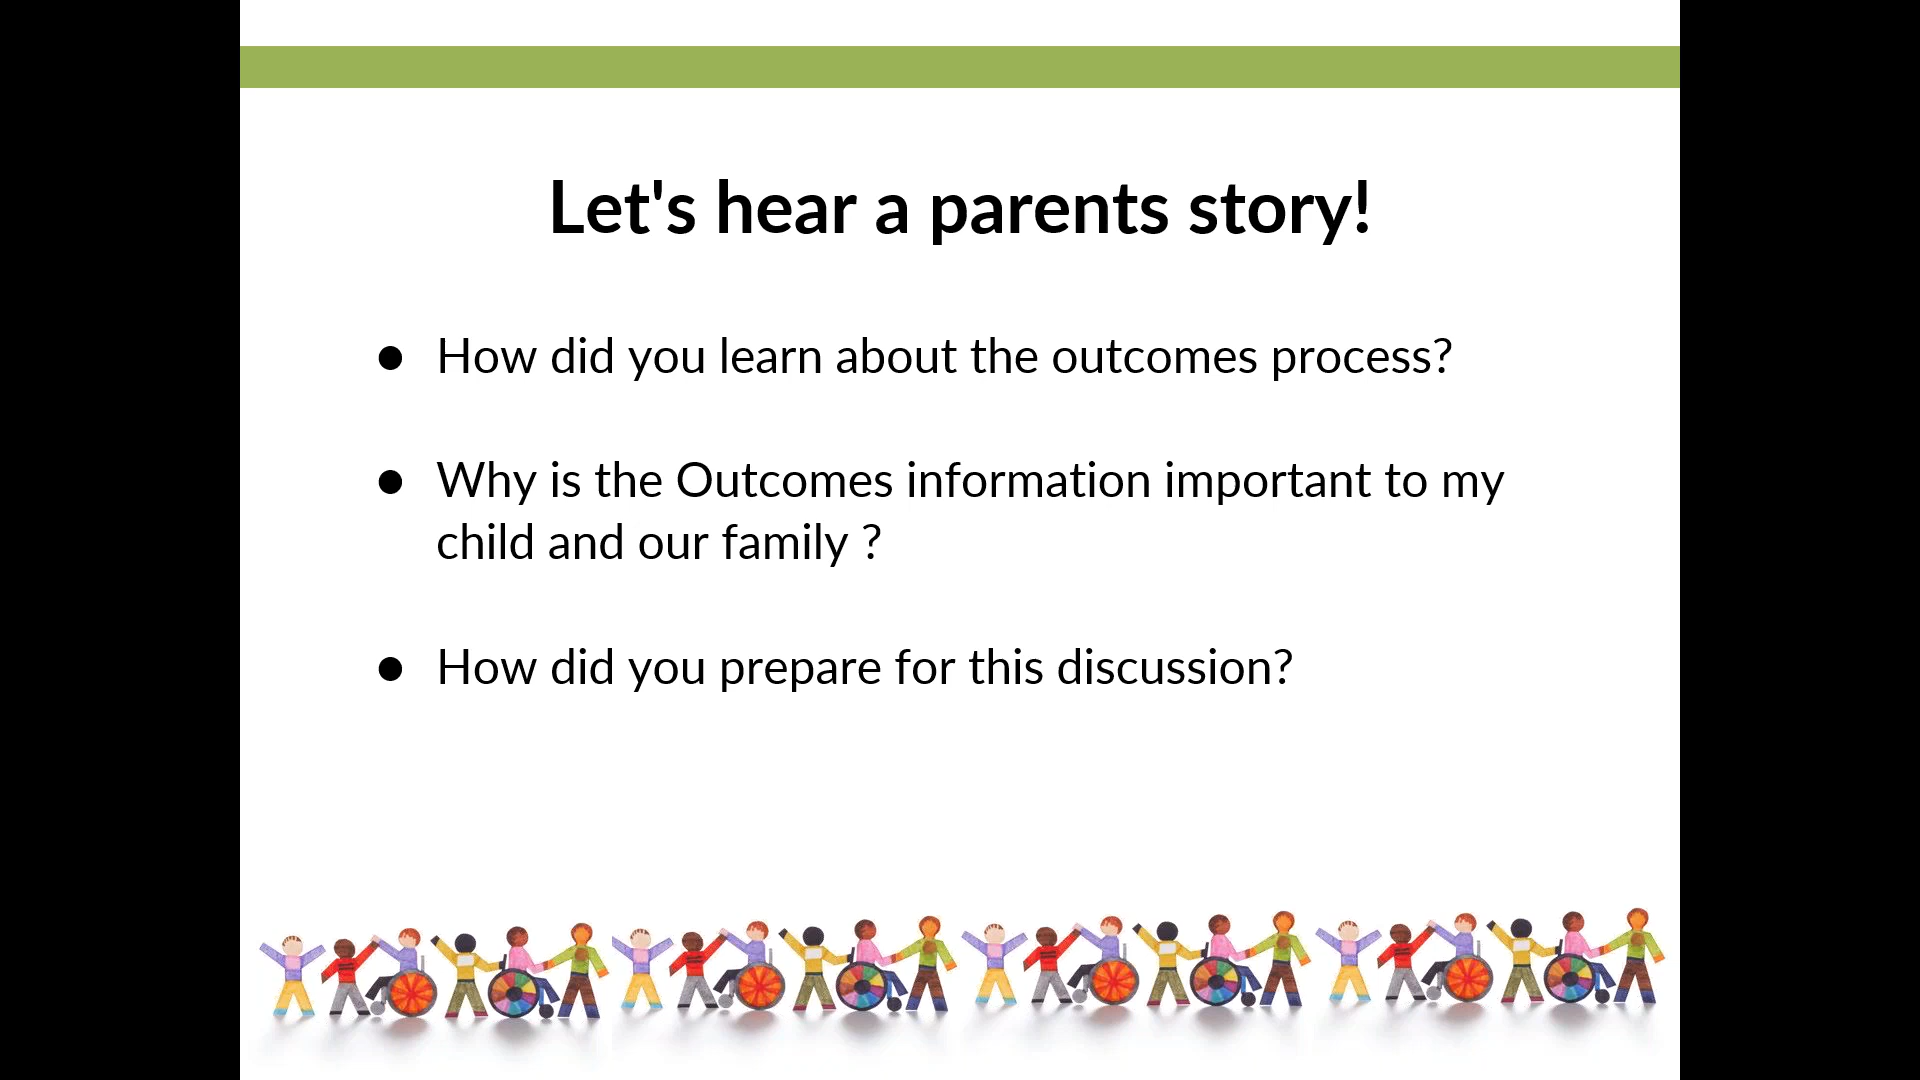 Let's hear a parents story!
● How did you learn about the outcomes process?
● Why is the Outcomes information important to my
child and our family ?
● How did you prepare for this discussion?